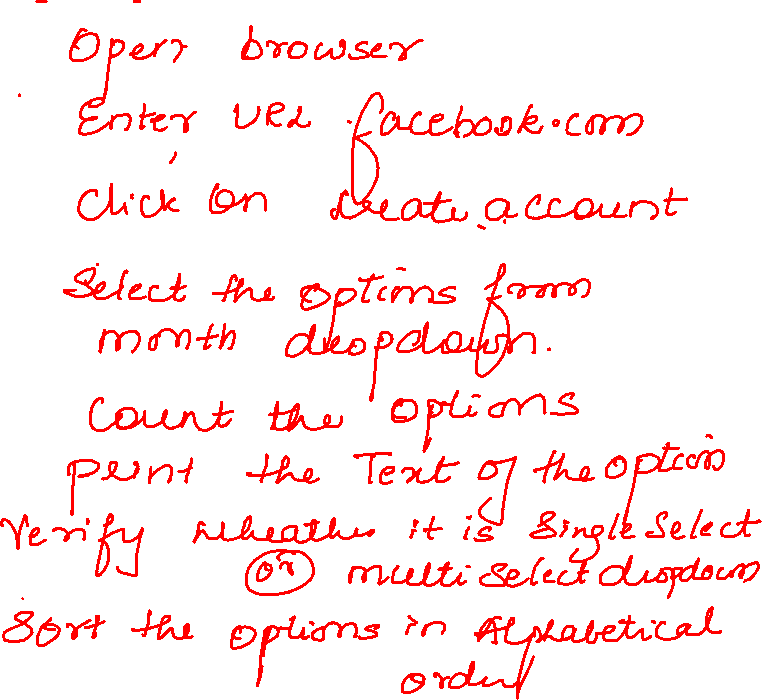 Open browser
Enter URL facebook.com
Click on create account
Select the options from
month dropdown.
Count the options
print the Text of the option
Verify wheather it is Single Select
or multi Select dropdown
Sort the options in Alphabetical
order